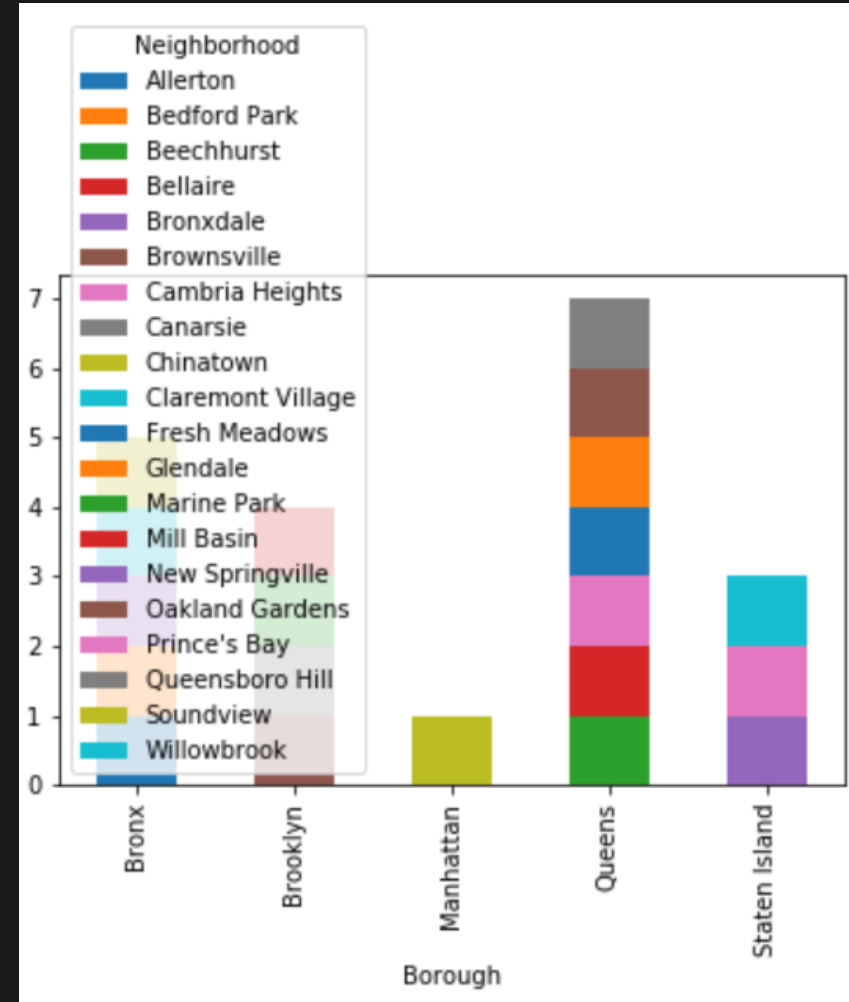 Neighborhood
Allerton
Bedford Park
Beechhurst
Bellaire
Bronxdale
Brownsville
Cambria Heights
Canarsie
Chinatown
Claremont Village
Fresh Meadows
Glendale
Marine Park
Mill Basin
New Springville
Oakland Gardens
Prince's Bay
Queensboro Hill
Soundview
Willowbrook
7
6
5
4
3
2
1
0
Bronx
Brooklyn
Manhattan
Queens
Staten Island
Borough